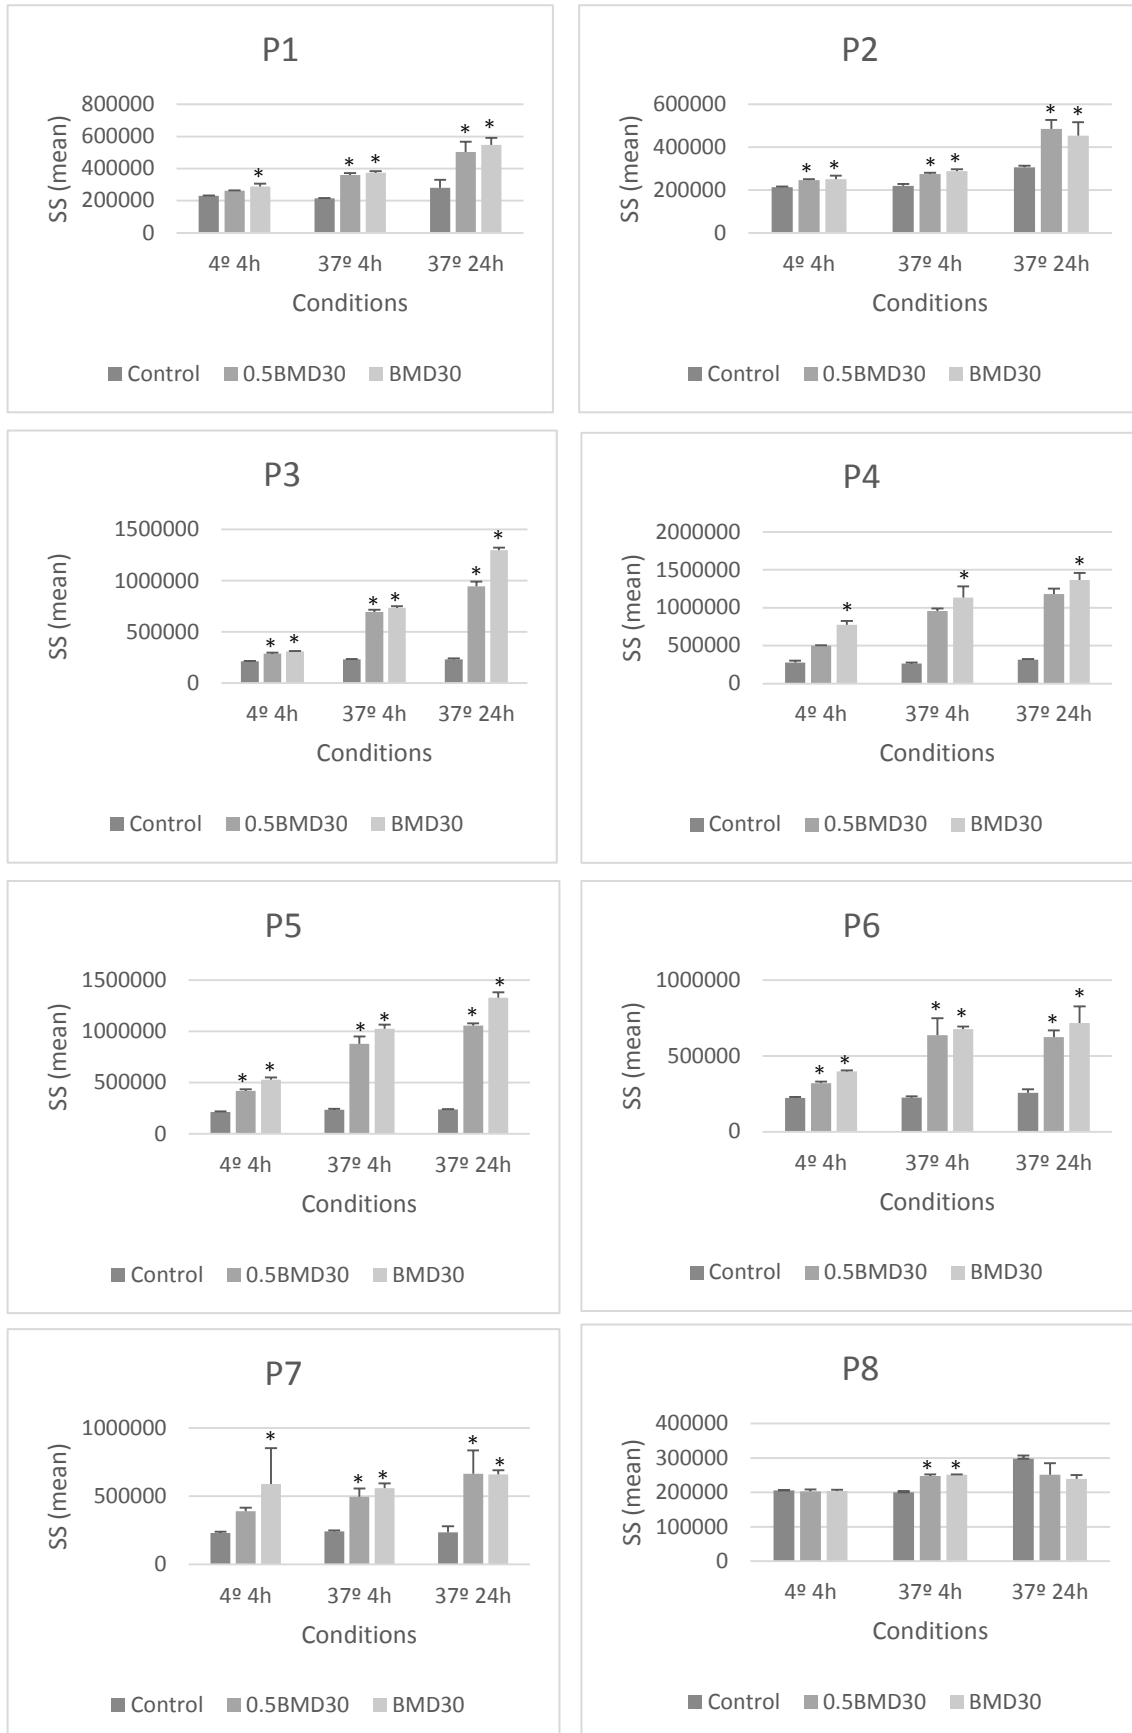 P1
SS (mean)
800000
600000
400000
200000
0
* * * * *
4º 4h 37º 4h 37º 24h
Conditions
Control 0.5BMD30 BMD30
P2
SS (mean)
600000
400000
200000
0
* * * * * *
4º 4h 37º 4h 37º 24h
Conditions
Control 0.5BMD30 BMD30
P3
SS (mean)
1500000
1000000
500000
0
* * * * * *
4º 4h 37º 4h 37º 24h
Conditions
Control 0.5BMD30 BMD30
P4
SS (mean)
2000000
1500000
1000000
500000
0
* * *
4º 4h 37º 4h 37º 24h
Conditions
Control 0.5BMD30 BMD30
P5
SS (mean)
1500000
1000000
500000
0
* * * * * *
4º 4h 37º 4h 37º 24h
Conditions
Control 0.5BMD30 BMD30
P6
SS (mean)
1000000
500000
0
* * * * * *
4º 4h 37º 4h 37º 24h
Conditions
Control 0.5BMD30 BMD30
P7
SS (mean)
1000000
500000
0
* * * * *
4º 4h 37º 4h 37º 24h
Conditions
Control 0.5BMD30 BMD30
P8
SS (mean)
400000
300000
200000
100000
0
* *
4º 4h 37º 4h 37º 24h
Conditions
Control 0.5BMD30 BMD30